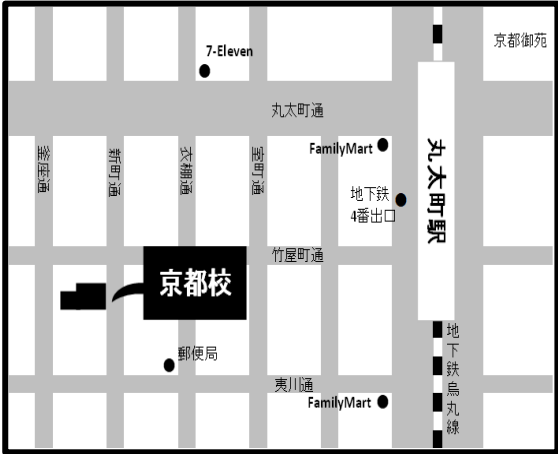 京都御苑
7-Eleven
丸太町通
FamilyMart
丸太町駅
釜座通
新町通
衣棚通
室町通
地下鉄
4番出口
竹屋町通
京都校
郵便局
地下鉄烏丸線
夷川通
FamilyMart